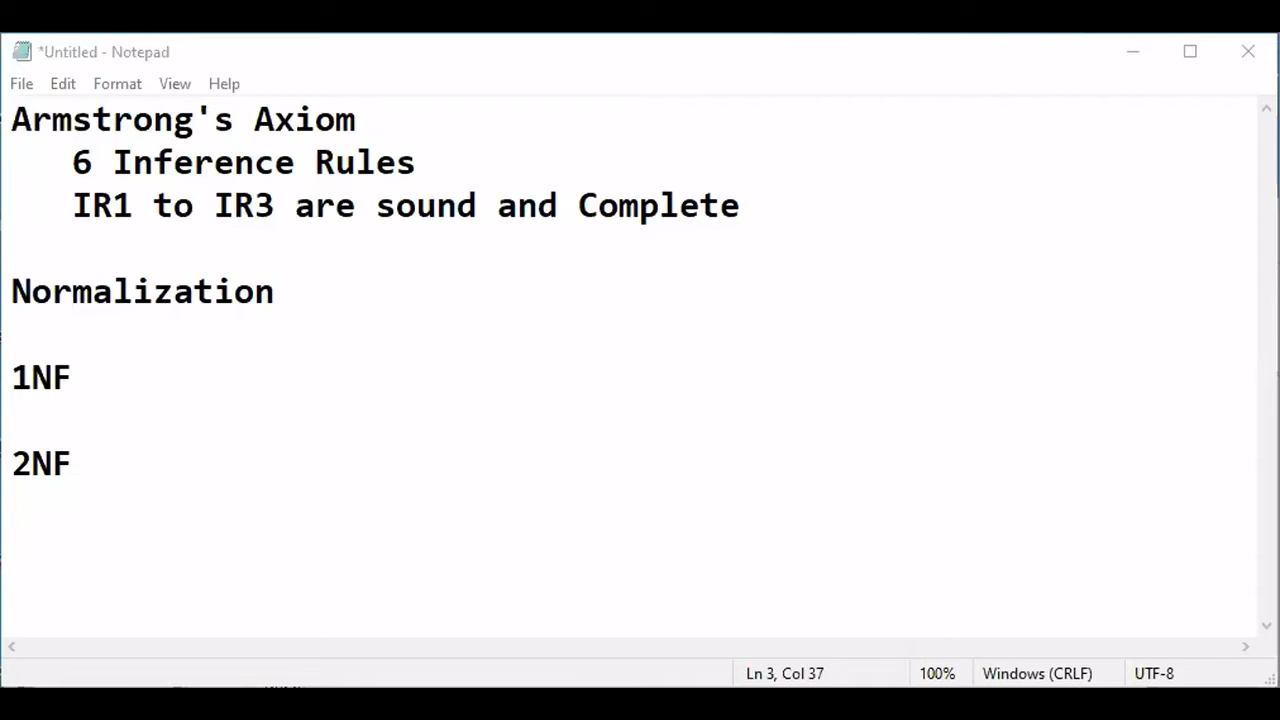 *Untitled - Notepad
File Edit Format View Help
Armstrong's Axiom
6 Inference Rules
IR1 to IR3 are sound and Complete
Normalization
1NF
2NF
Ln 3, Col 37 100% Windows (CRLF) UTF-8